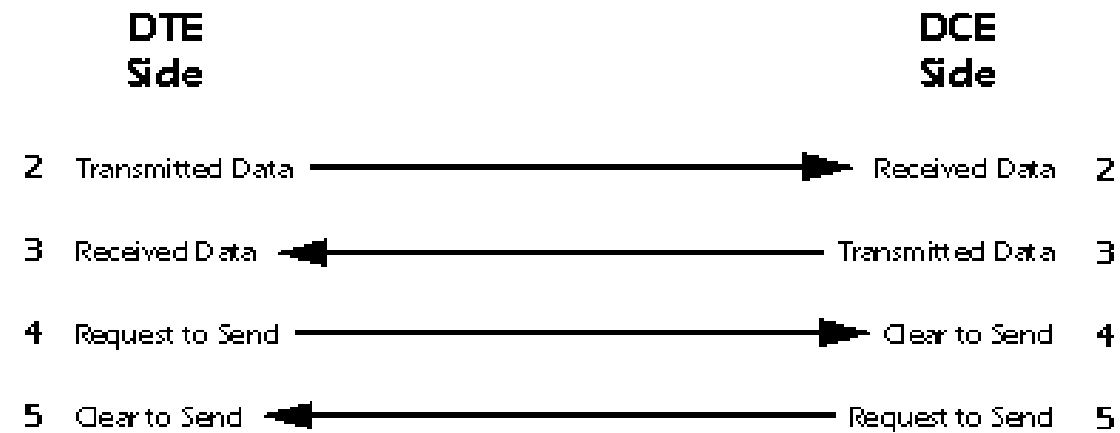 DTE DCE
Side Side
2 Transmitted Data Received Data 2
3 Received Data Transmitted Data 3
4 Request to Send Clear to Send 4
5 Clear to Send Request to Send 5